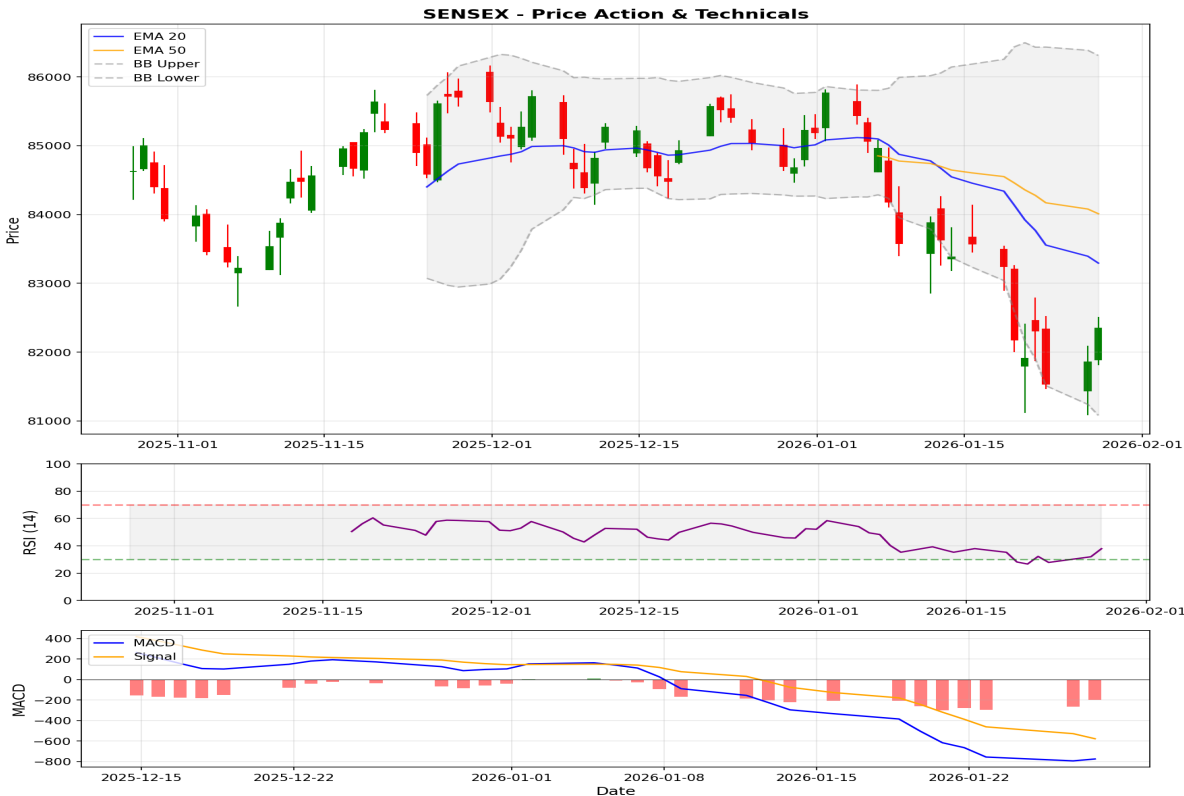 SENSEX - Price Action & Technicals
EMA 20
EMA 50
BB Upper
BB Lower
Price
86000
85000
84000
83000
82000
81000
2025-11-01 2025-11-15 2025-12-01 2025-12-15 2026-01-01 2026-01-15 2026-02-01
RSI (14)
100
80
60
40
20
0
2025-11-01 2025-11-15 2025-12-01 2025-12-15 2026-01-01 2026-01-15 2026-02-01
MACD
Signal
MACD
400
200
0
−200
−400
−600
−800
2025-12-15 2025-12-22 2026-01-01 2026-01-08 2026-01-15 2026-01-22
Date